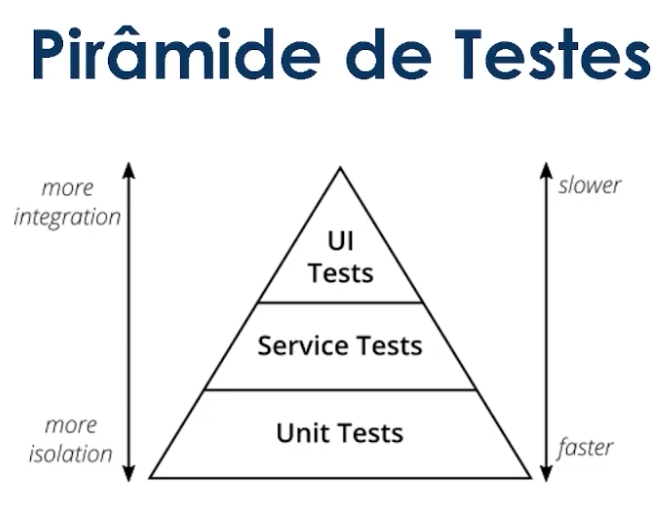 Pirâmide de Testes
more
integration
slower
UI
Tests
Service Tests
Unit Tests
more
isolation
faster